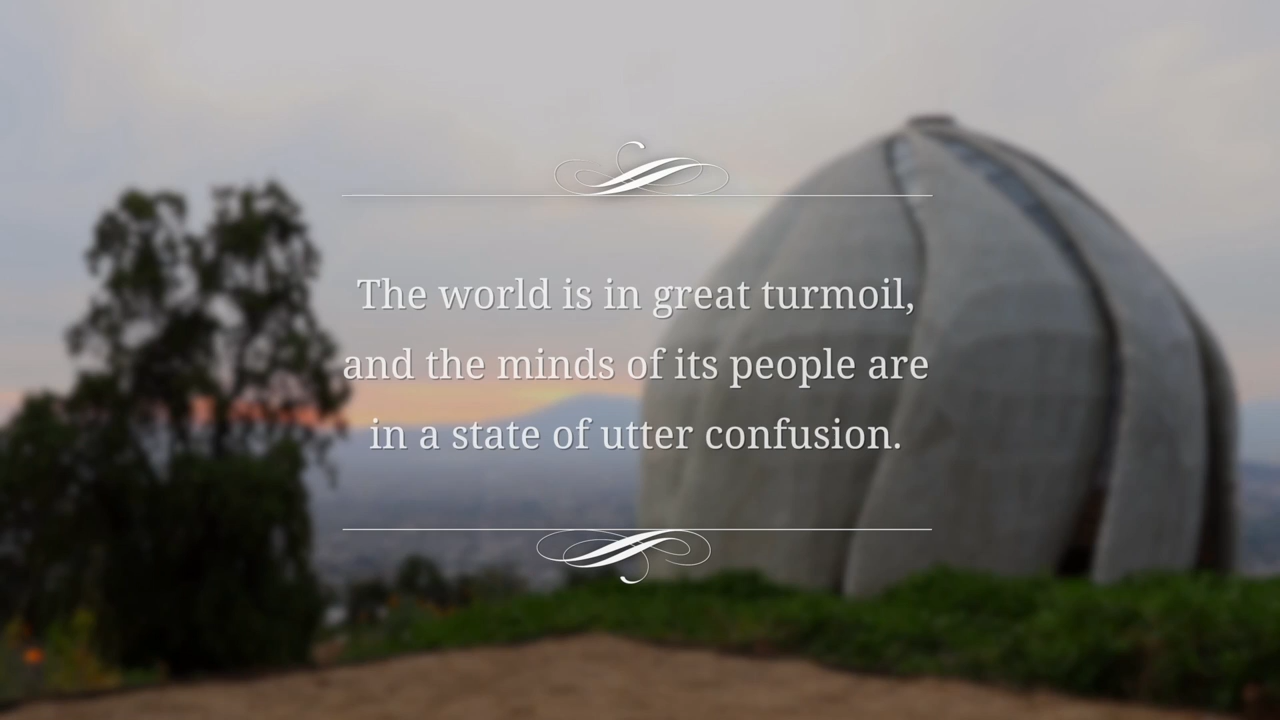 The world is in great turmoil,
and the minds of its people are
in a state of utter confusion.